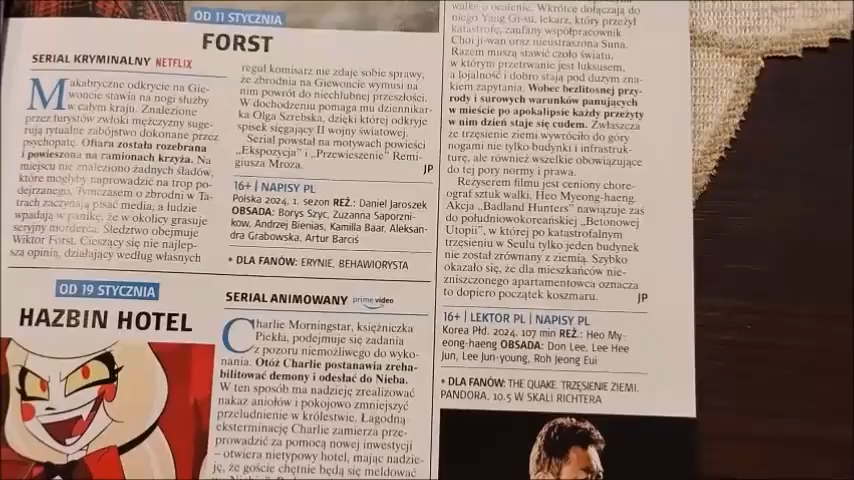 OD 11 STYCZNIA
FORST
SERIAL KRYMINALNY NETFLIX
Makabryczne odkrycie na Gie-
woncie stawia na nogi służby
w całym kraju. Znalezione
przez turystów zwłoki mężczyzny suge-
rują rytualne zabójstwo dokonane przez
psychopatę. Ofiara została rozebrana
i powieszona na ramionach krzyża. Na
miejscu nie znaleziono żadnych śladów,
które mogłyby naprowadzić na trop po-
dejrzanego. Tymczasem o zbrodni w Ta-
trach zaczynają pisać media, a ludzie
wpadają w panikę, że w okolicy grasuje
seryjny morderca. Śledztwo obejmuje
Wiktor Forst. Cieszący się nie najlep-
szą opinią, działający według własnych
reguł komisarz nie zdaje sobie sprawy,
że zbrodnia na Giewoncie wymusi na
nim powrót do niechlubnej przeszłości.
W dochodzeniu pomaga mu dziennikar-
ka Olga Szrebska, dzięki której odkryje
spisek sięgający II wojny światowej.
Serial powstał na motywach powieści
„Ekspozycja" i „Przewieszenie" Remi-
giusza Mroza. JP
16+ | NAPISY PL
Polska 2024, 1. sezon REŻ.: Daniel Jaroszek
OBSADA: Borys Szyc, Zuzanna Saporzni-
kow, Andrzej Bienias, Kamilla Baar, Aleksan-
dra Grabowska, Artur Barciś
• DLA FANÓW: ERYNIE, BEHAWIORYSTA
OD 19 STYCZNIA
HAZBIN HOTEL
SERIAL ANIMOWANY prime video
Charlie Morningstar, księżniczka
Piekła, podejmuje się zadania
z pozoru niemożliwego do wyko-
nania. Otóż Charlie postanawia zreha-
bilitować demony i odesłać do Nieba.
W ten sposób ma nadzieję zrealizować
nakaz aniołów i pokojowo zmniejszyć
przeludnienie w królestwie. Łagodną
eksterminację Charlie zamierza prze-
prowadzić za pomocą nowej inwestycji
– otwiera nietypowy hotel, mając nadzie-
ję, że goście chętnie będą się meldować
walkę o ocalenie. Wkrótce dołączają do
niego Yang Gi-su, lekarz, który przeżył
katastrofę, zaufany współpracownik
Choi ji-wan oraz nieustraszona Suna.
Razem muszą stawić czoło światu,
w którym przetrwanie jest luksusem,
a lojalność i dobro stają pod dużym zna-
kiem zapytania. Wobec bezlitosnej przy-
rody i surowych warunków panujących
w mieście po apokalipsie każdy przeżyty
w nim dzień staje się cudem. Zwłaszcza
że trzęsienie ziemi wywróciło do góry
nogami nie tylko budynki i infrastruk-
turę, ale również wszelkie obowiązujące
do tej pory normy i prawa.
Reżyserem filmu jest ceniony chore-
ograf sztuk walki, Heo Myeong-haeng.
Akcja „Badland Hunters" nawiązuje zaś
do południowokoreańskiej „Betonowej
Utopii", w której po katastrofalnym
trzęsieniu w Seulu tylko jeden budynek
nie został zrównany z ziemią. Szybko
okazało się, że dla mieszkańców nie-
zniszczonego apartamentowca oznacza
to dopiero początek koszmaru. JP
16+ | LEKTOR PL | NAPISY PL
Korea Płd. 2024, 107 min REŻ.: Heo My-
eong-haeng OBSADA: Don Lee, Lee Hee
Jun, Lee Jun-young, Roh Jeong Eui
• DLA FANÓW: THE QUAKE. TRZĘSIENIE ZIEMI.
PANDORA. 10.5 W SKALI RICHTERA